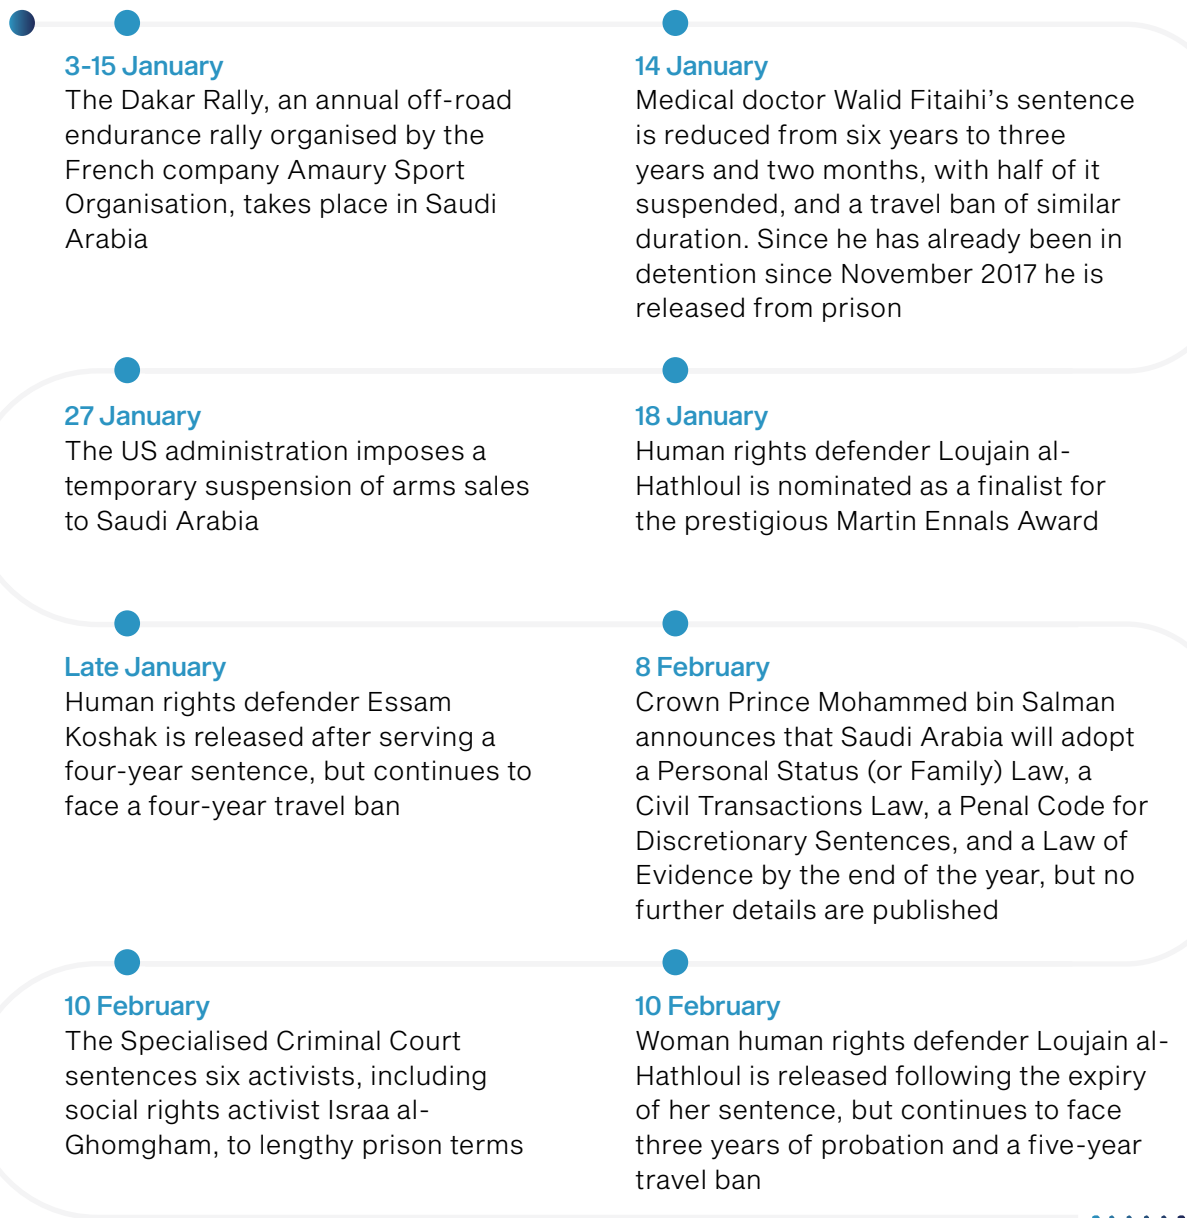 3-15 January
The Dakar Rally, an annual off-road
endurance rally organised by the
French company Amaury Sport
Organisation, takes place in Saudi
Arabia
14 January
Medical doctor Walid Fitaihi’s sentence
is reduced from six years to three
years and two months, with half of it
suspended, and a travel ban of similar
duration. Since he has already been in
detention since November 2017 he is
released from prison
18 January
Human rights defender Loujain al-
Hathloul is nominated as a finalist for
the prestigious Martin Ennals Award
27 January
The US administration imposes a
temporary suspension of arms sales
to Saudi Arabia
Late January
Human rights defender Essam
Koshak is released after serving a
four-year sentence, but continues to
face a four-year travel ban
8 February
Crown Prince Mohammed bin Salman
announces that Saudi Arabia will adopt
a Personal Status (or Family) Law, a
Civil Transactions Law, a Penal Code for
Discretionary Sentences, and a Law of
Evidence by the end of the year, but no
further details are published
10 February
Woman human rights defender Loujain al-
Hathloul is released following the expiry
of her sentence, but continues to face
three years of probation and a five-year
travel ban
10 February
The Specialised Criminal Court
sentences six activists, including
social rights activist Israa al-
Ghomgham, to lengthy prison terms